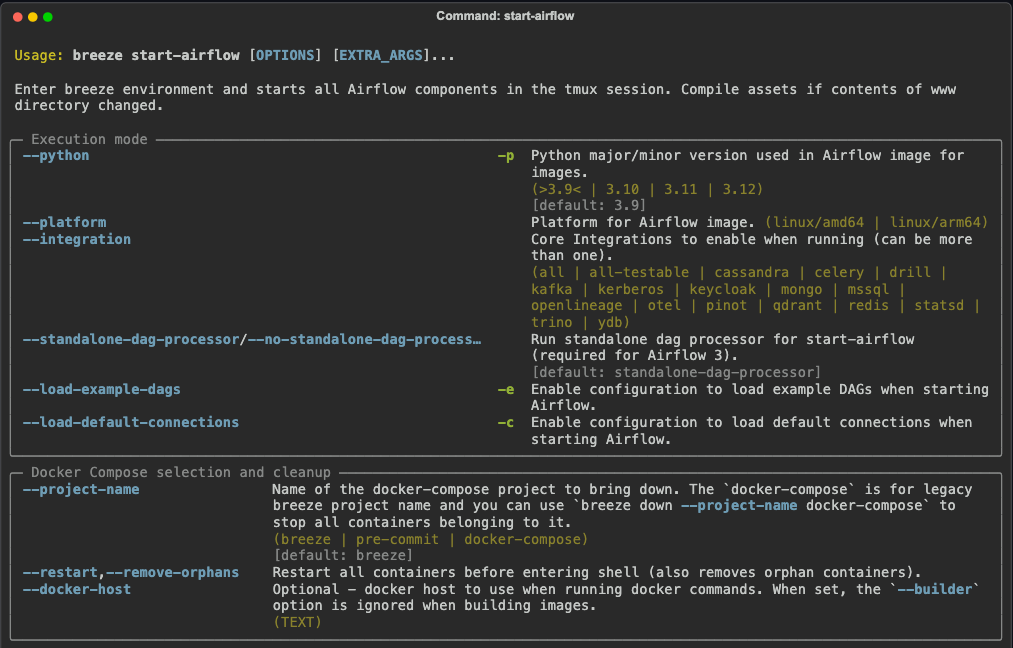 Command: start-airflow
Usage: breeze start-airflow [OPTIONS] [EXTRA_ARGS]...
Enter breeze environment and starts all Airflow components in the tmux session. Compile assets if contents of www
directory changed.
Execution mode
--python -p Python major/minor version used in Airflow image for
images.
(>3.9< | 3.10 | 3.11 | 3.12)
[default: 3.9]
--platform Platform for Airflow image. (linux/amd64 | linux/arm64)
--integration Core Integrations to enable when running (can be more
than one).
(all | all-testable | cassandra | celery | drill |
kafka | kerberos | keycloak | mongo | mssql |
openlineage | otel | pinot | qdrant | redis | statsd |
trino | ydb)
--standalone-dag-processor/--no-standalone-dag-process… Run standalone dag processor for start-airflow
(required for Airflow 3).
[default: standalone-dag-processor]
--load-example-dags -e Enable configuration to load example DAGs when starting
Airflow.
--load-default-connections -c Enable configuration to load default connections when
starting Airflow.
Docker Compose selection and cleanup
--project-name Name of the docker-compose project to bring down. The `docker-compose` is for legacy
breeze project name and you can use `breeze down --project-name docker-compose` to
stop all containers belonging to it.
(breeze | pre-commit | docker-compose)
[default: breeze]
--restart,--remove-orphans Restart all containers before entering shell (also removes orphan containers).
--docker-host Optional - docker host to use when running docker commands. When set, the `--builder`
option is ignored when building images.
(TEXT)